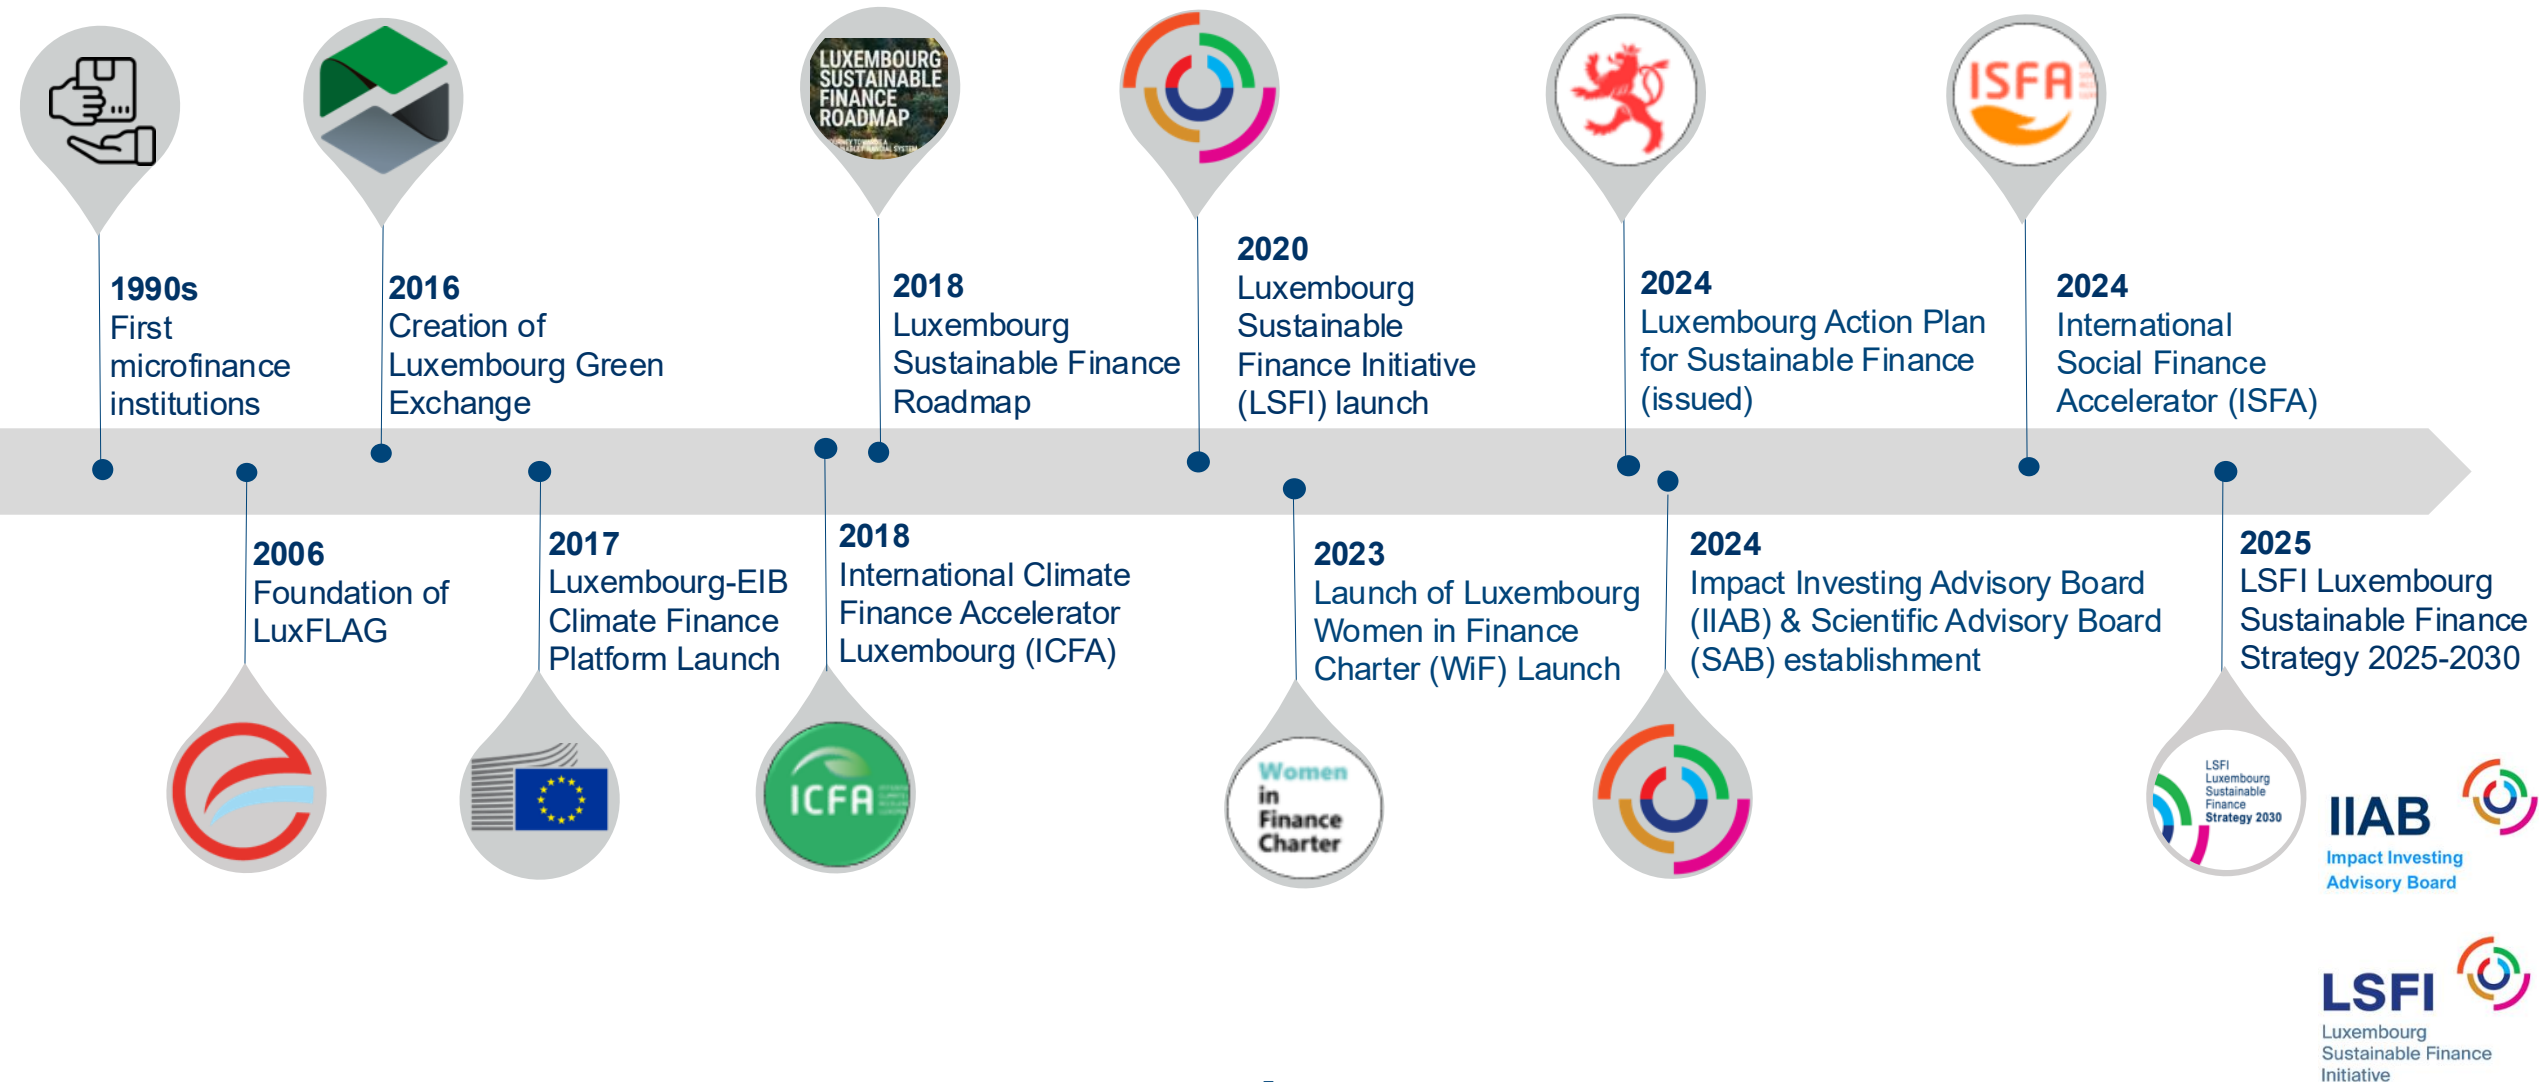 LUXEMBOURG
SUSTAINABLE
FINANCE
ROADMAP
ISFA
1990s
First
microfinance
institutions
2016
Creation of
Luxembourg Green
Exchange
2018
Luxembourg
Sustainable Finance
Roadmap
2020
Luxembourg
Sustainable
Finance Initiative
(LSFI) launch
2024
Luxembourg Action Plan
for Sustainable Finance
(issued)
2024
International
Social Finance
Accelerator (ISFA)
2006
Foundation of
LuxFLAG
2017
Luxembourg-EIB
Climate Finance
Platform Launch
2018
International Climate
Finance Accelerator
Luxembourg (ICFA)
2023
Launch of Luxembourg
Women in Finance
Charter (WiF) Launch
2024
Impact Investing Advisory Board
(IIAB) & Scientific Advisory Board
(SAB) establishment
2025
LSFI Luxembourg
Sustainable Finance
Strategy 2025-2030
ICFA
Women
in
Finance
Charter
LSFI
Luxembourg
Sustainable
Finance
Strategy 2030
IIAB
Impact Investing
Advisory Board
LSFI
Luxembourg
Sustainable Finance
Initiative